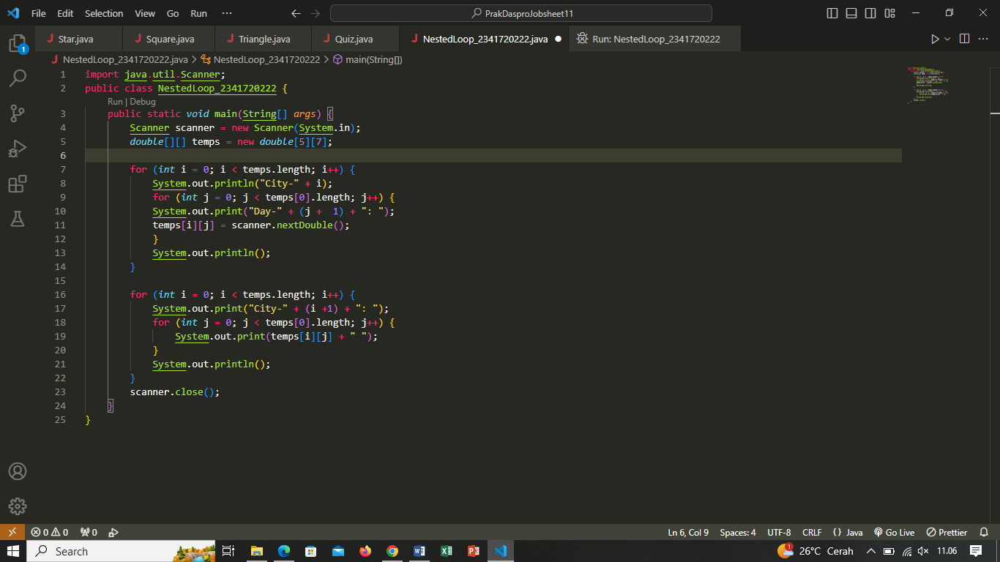 File Edit Selection View Go Run ··· PrakDasproJobsheet11
Star.java Square.java Triangle.java Quiz.java NestedLoop_2341720222.java Run: NestedLoop_2341720222
NestedLoop_2341720222.java > NestedLoop_2341720222 > main(String[])
1 import java.util.Scanner;
2 public class NestedLoop_2341720222 {
Run | Debug
3 public static void main(String[] args) {
4 Scanner scanner = new Scanner(System.in);
5 double[][] temps = new double[5][7];
6
7 for (int i = 0; i < temps.length; i++) {
8 System.out.println("City-" + i);
9 for (int j = 0; j < temps[0].length; j++) {
10 System.out.print("Day-" + (j +  1) + ": ");
11 temps[i][j] = scanner.nextDouble();
12 }
13 System.out.println();
14 }
15
16 for (int i = 0; i < temps.length; i++) {
17 System.out.print("City-" + (i +1) + ": ");
18 for (int j = 0; j < temps[0].length; j++) {
19 System.out.print(temps[i][j] + " ");
20 }
21 System.out.println();
22 }
23 scanner.close();
24 }
25 }
1
0 0 0 Ln 6, Col 9 Spaces: 4 UTF-8 CRLF { } Java Go Live Prettier
Search 1 26°C Cerah 11.06